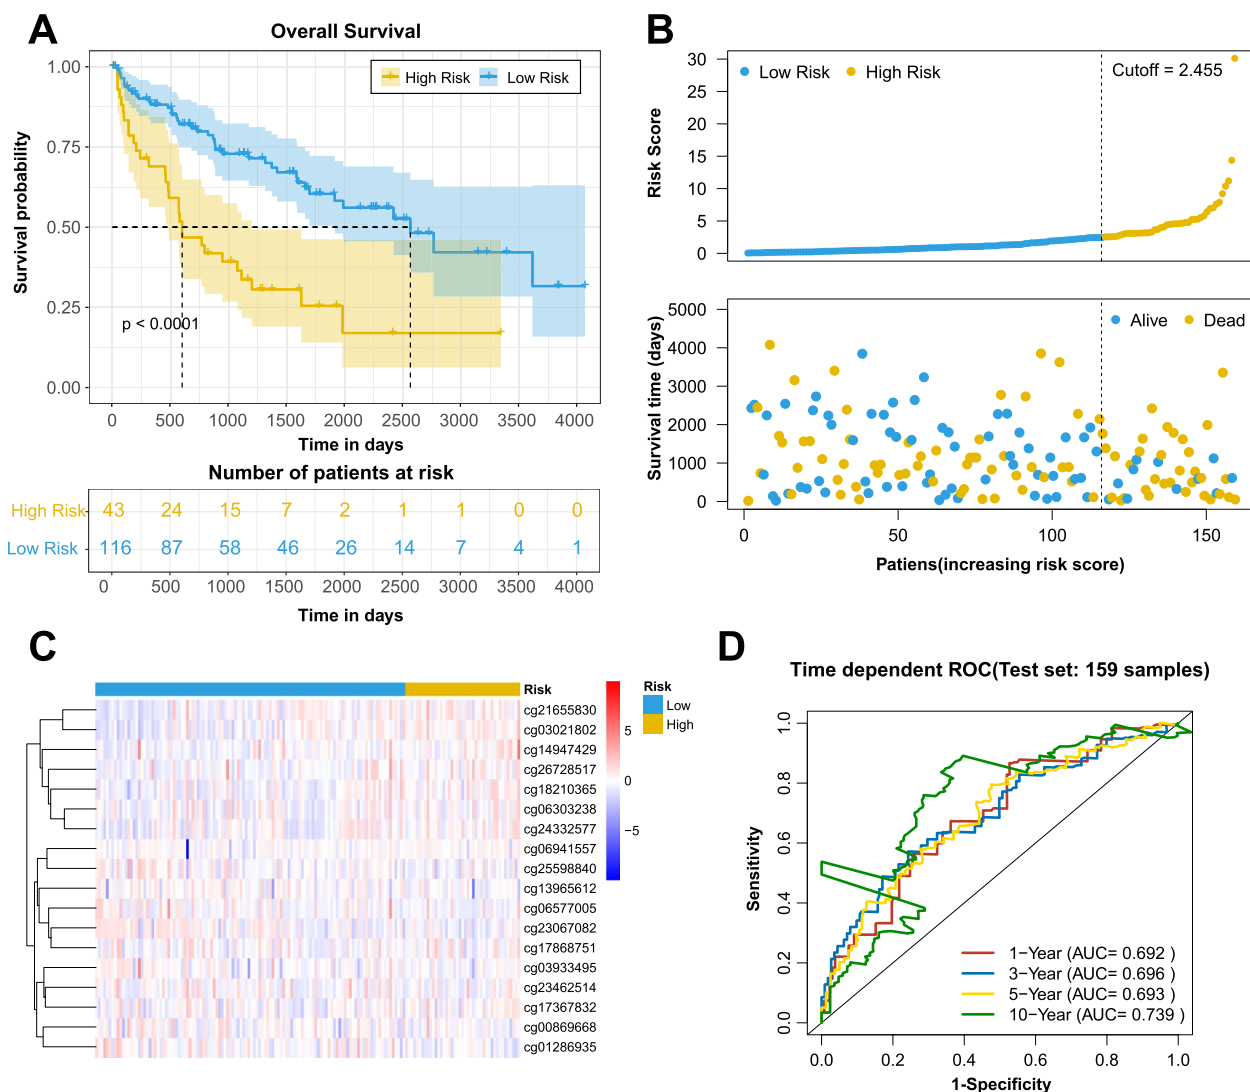 A
Overall Survival
Survival probability
1.00
0.75
0.50
0.25
0.00
High Risk Low Risk
p < 0.0001
0 500 1000 1500 2000 2500 3000 3500 4000
Time in days
Number of patients at risk
High Risk 43 24 15 7 2 1 1 0 0
Low Risk 116 87 58 46 26 14 7 4 1
0 500 1000 1500 2000 2500 3000 3500 4000
Time in days
B
Risk Score
30
25
20
15
10
5
0
Low Risk High Risk
Cutoff = 2.455
Survival time (days)
5000
4000
3000
2000
1000
0
Alive Dead
0 50 100 150
Patiens(increasing risk score)
C
Risk
cg21655830
cg03021802
cg14947429
cg26728517
cg18210365
cg06303238
cg24332577
cg06941557
cg25598840
cg13965612
cg06577005
cg23067082
cg17868751
cg03933495
cg23462514
cg17367832
cg00869668
cg01286935
5
0
−5
Risk
Low
High
D
Time dependent ROC(Test set: 159 samples)
Sensitivity
1.0
0.8
0.6
0.4
0.2
0.0
1−Year (AUC= 0.692 )
3−Year (AUC= 0.696 )
5−Year (AUC= 0.693 )
10−Year (AUC= 0.739 )
0.0 0.2 0.4 0.6 0.8 1.0
1-Specificity